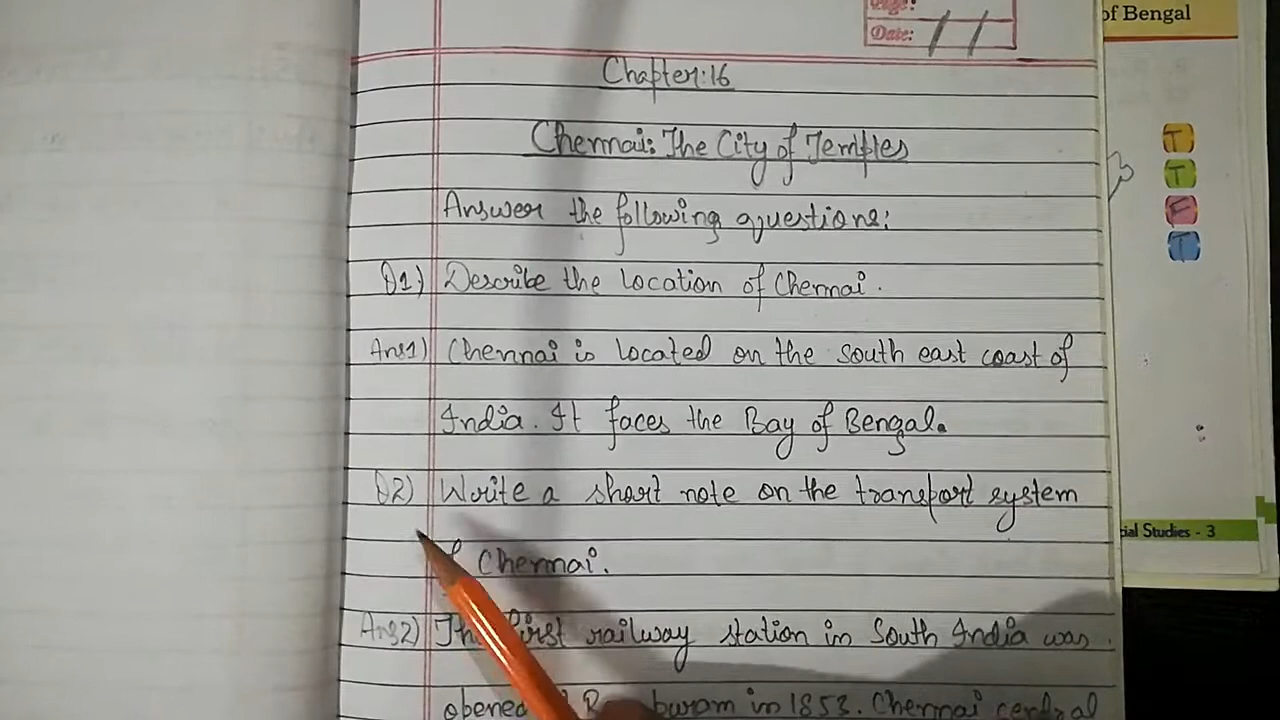 of Bengal
Page:
Date: / /
Chapter:16
Chennai: The City of Temples
Answer the following questions:
Q1) Describe the location of Chennai.
Ans1) Chennai is located on the south east coast of
India. It faces the Bay of Bengal.
Q2) Write a short note on the transport system
Chennai.
Ans2) The first railway station in South India was
in 1853. Chennai central
ial Studies - 3
T
T
F
T